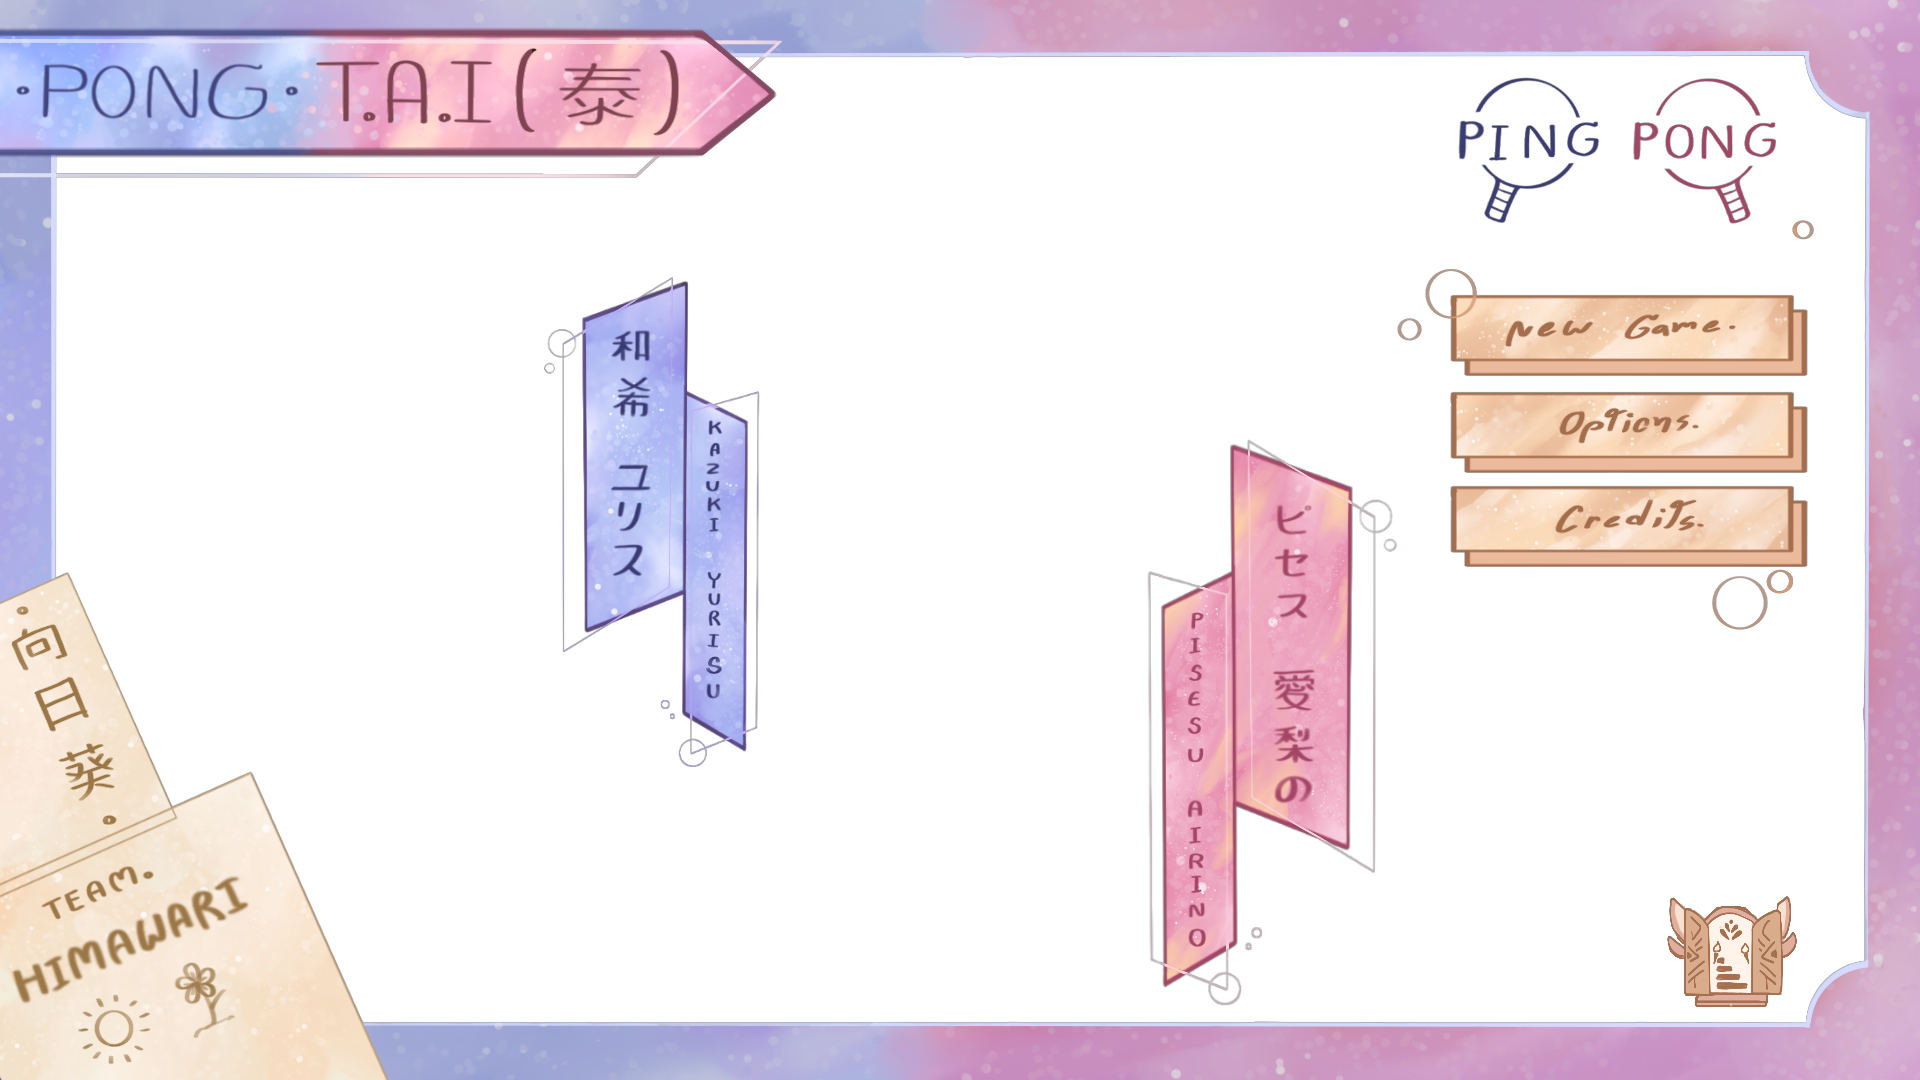 ·PONG· T.A.I(泰)
PING PONG
New Game.
Options.
Credits.
和希 ユリス
KAZUKI YURISU
ピセス 愛梨の
PISESU AIRINO
向日葵.
TEAM.
HIMAWARI